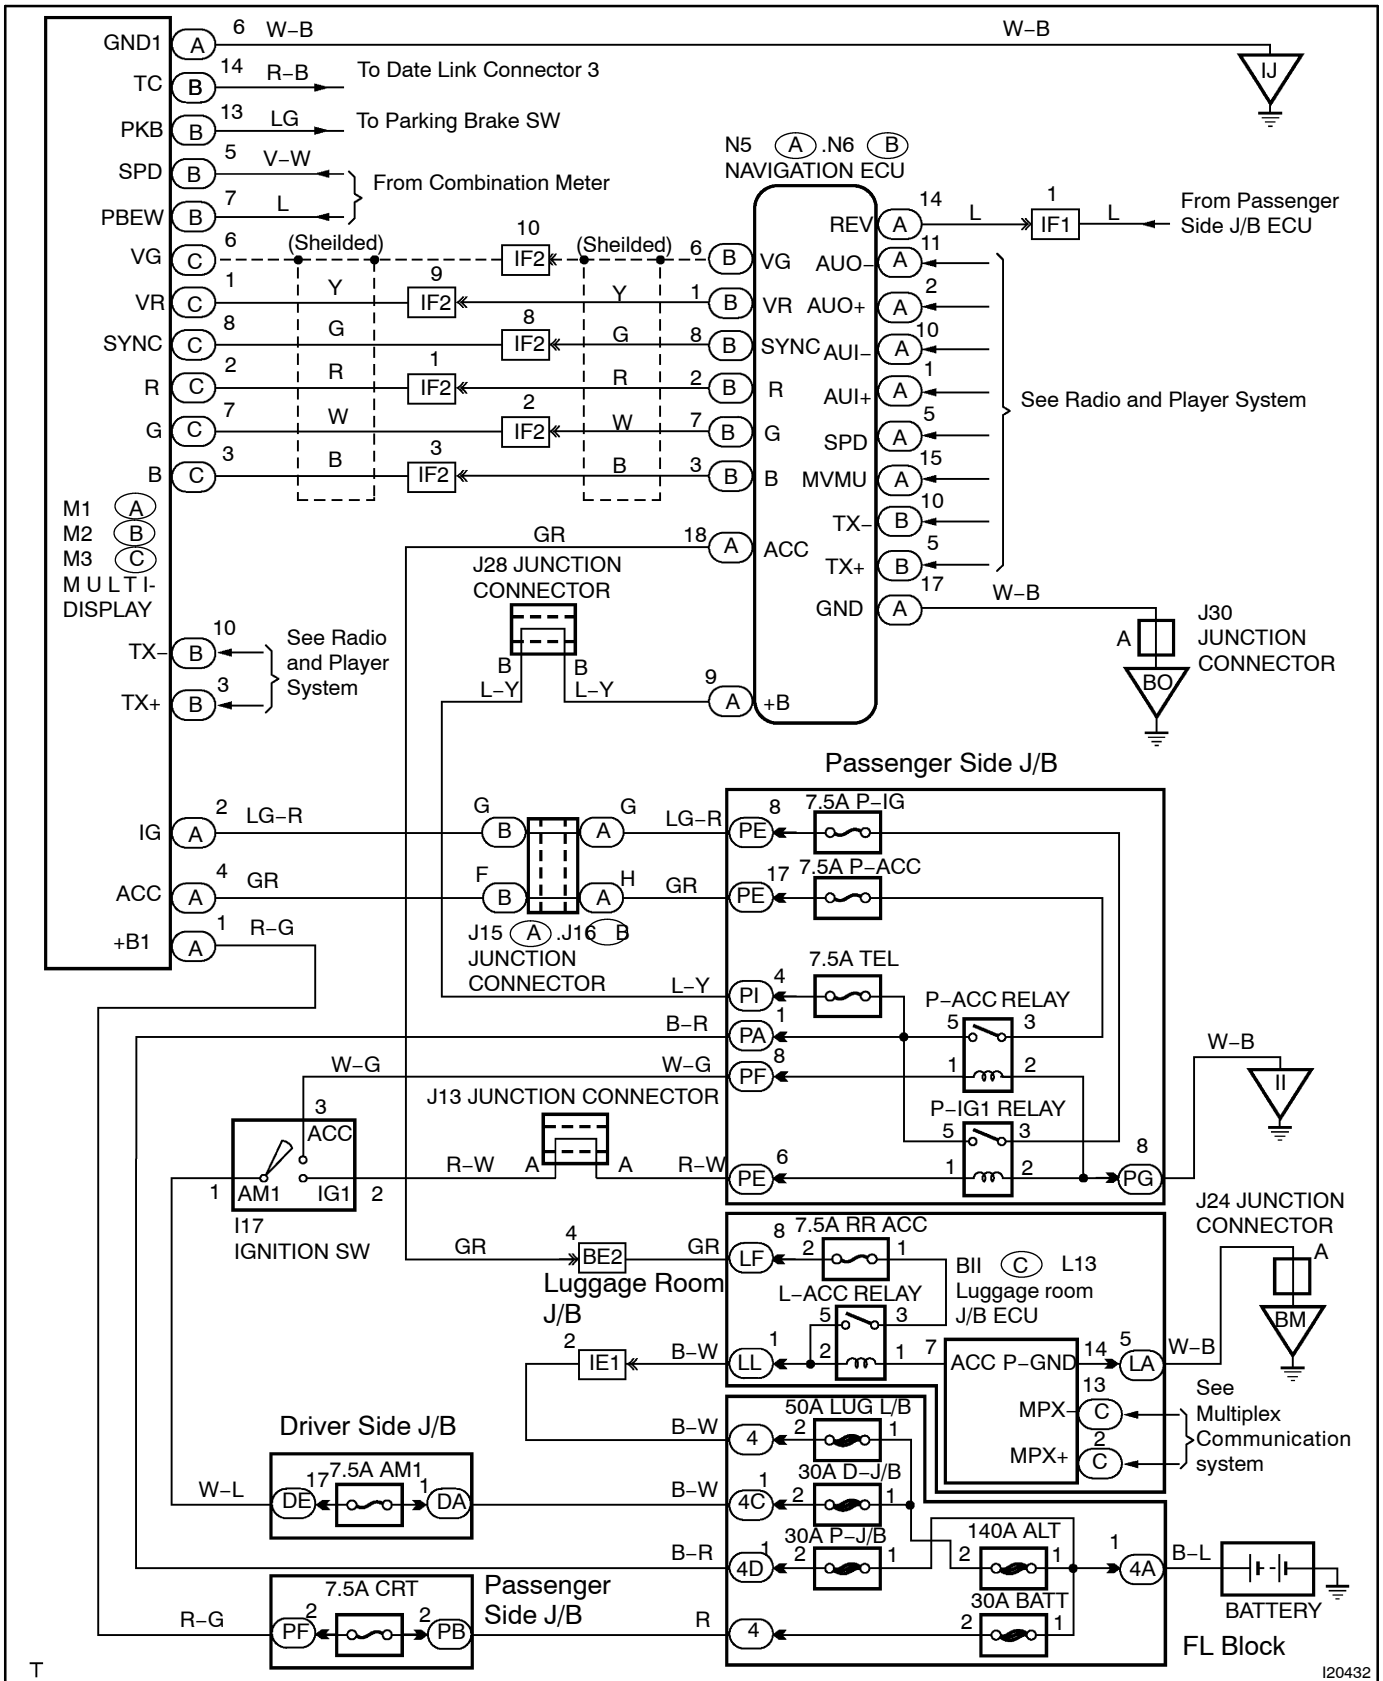 GND1 A 6 W-B W-B IJ
TC B 14 R-B To Date Link Connector 3
PKB B 13 LG To Parking Brake SW
SPD B 5 V-W
From Combination Meter
PBEW B 7 L
VG C 6 (Sheilded) 10 IF2 (Sheilded) 6 B VG
VR C 1 Y 9 IF2 Y 1 B VR
SYNC C 8 G 8 IF2 G 8 B SYNC
R C 2 R 1 IF2 R 2 B R
G C 7 W 2 IF2 W 7 B G
B C 3 B 3 IF2 B 3 B B
M1 A
M2 B
M3 C
MULTI-
DISPLAY
N5 A .N6 B
NAVIGATION ECU
REV A 14 L 1 IF1 L
From Passenger
Side J/B ECU
AUO- A 11
AUO+ A 2
AUI- A 10
AUI+ A 1
See Radio and Player System
SPD A 5
MVMU A 15
TX- B 10
TX+ B 5
GND A 17 W-B
J30
JUNCTION
CONNECTOR
A
BO
GR 18 A ACC
J28 JUNCTION
CONNECTOR
B B
L-Y L-Y 9 A +B
TX- B 10
TX+ B 3
See Radio
and Player
System
Passenger Side J/B
IG A 2 LG-R G B A G LG-R PE 8 7.5A P-IG
ACC A 4 GR F B A H GR PE 17 7.5A P-ACC
+B1 A 1 R-G
J15 A .J16 B
JUNCTION
CONNECTOR
L-Y PI 4 7.5A TEL
B-R PA 1
P-ACC RELAY
5 3
W-G W-G PF 8 1 2
W-B
II
J13 JUNCTION CONNECTOR
P-IG1 RELAY
5 3
3
ACC
1 AM1 IG1 2 R-W A A R-W PE 6 1 2 PG 8
I17
IGNITION SW
J24 JUNCTION
CONNECTOR
A
BM
GR 4 BE2 GR LF 8 2 7.5A RR ACC 1
Luggage Room
J/B
BII C L13
Luggage room
J/B ECU
L-ACC RELAY
5 3
2 IE1 B-W LL 1 2 1 7 ACC P-GND 14 5 LA W-B
MPX- 13 C
MPX+ 2 C
See
Multiplex
Communication
system
B-W 4 2 50A LUG L/B 1
Driver Side J/B
W-L DE 17 7.5A AM1 1 DA B-W 4C 1 2 30A D-J/B 1
B-R 4D 1 2 30A P-J/B 1 2 140A ALT 1 1 4A B-L
BATTERY
Passenger
Side J/B
R-G PF 2 7.5A CRT 2 PB R 4 2 30A BATT 1
FL Block
T
I20432